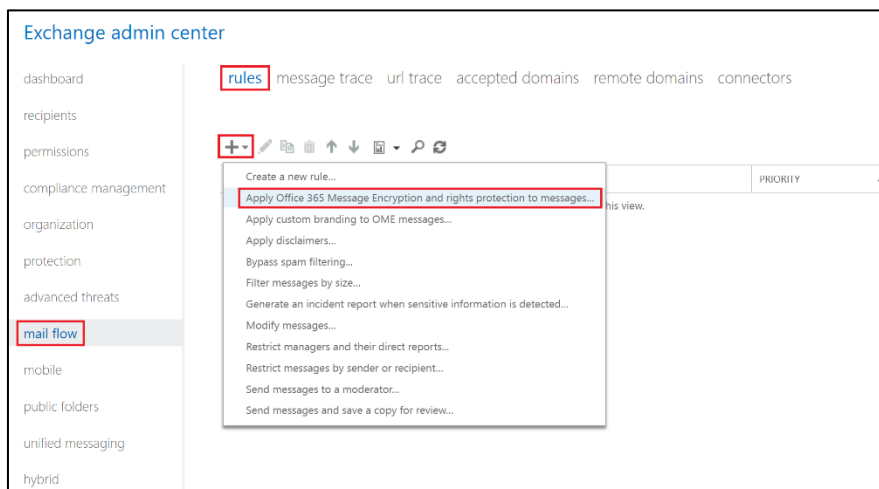 Exchange admin center
dashboard
recipients
permissions
compliance management
organization
protection
advanced threats
mail flow
mobile
public folders
unified messaging
hybrid
rules message trace url trace accepted domains remote domains connectors
Create a new rule...
Apply Office 365 Message Encryption and rights protection to messages...
Apply custom branding to OME messages...
Apply disclaimers...
Bypass spam filtering...
Filter messages by size...
Generate an incident report when sensitive information is detected...
Modify messages...
Restrict managers and their direct reports...
Restrict messages by sender or recipient...
Send messages to a moderator...
Send messages and save a copy for review...
PRIORITY
his view.